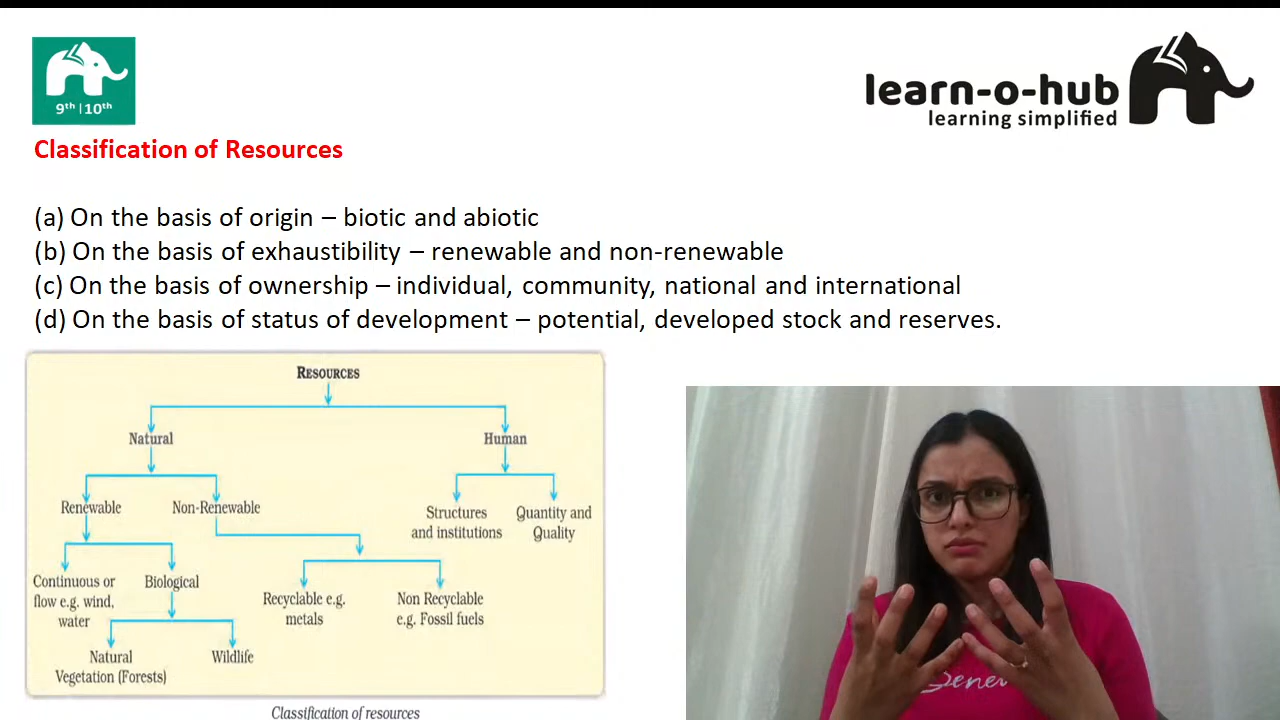 9th | 10th
learn-o-hub
learning simplified
Classification of Resources
(a) On the basis of origin – biotic and abiotic
(b) On the basis of exhaustibility – renewable and non-renewable
(c) On the basis of ownership – individual, community, national and international
(d) On the basis of status of development – potential, developed stock and reserves.
RESOURCES
Natural
Human
Renewable
Non-Renewable
Structures
and institutions
Quantity and
Quality
Continuous or
flow e.g. wind,
water
Biological
Recyclable e.g.
metals
Non Recyclable
e.g. Fossil fuels
Natural
Vegetation (Forests)
Wildlife
Classification of resources